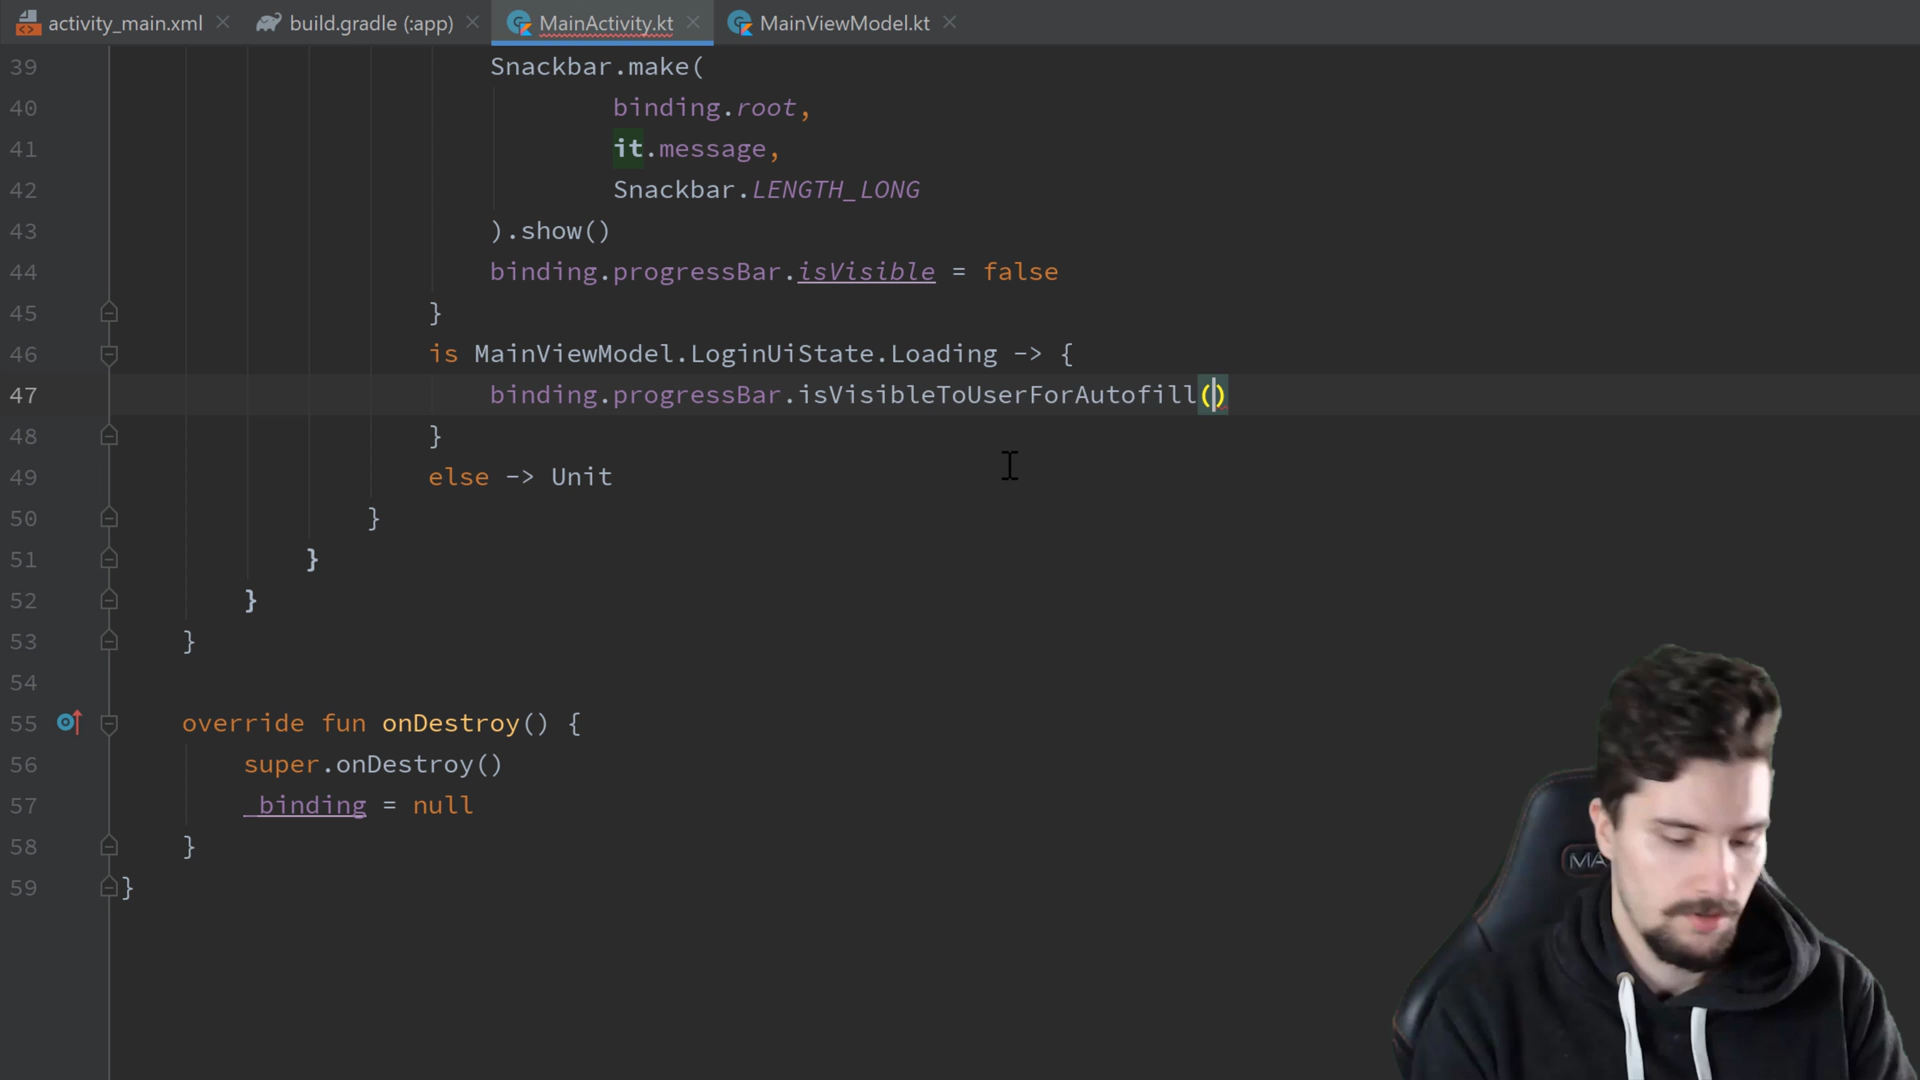 activity_main.xml build.gradle (:app) MainActivity.kt MainViewModel.kt
39 Snackbar.make(
40 binding.root,
41 it.message,
42 Snackbar.LENGTH_LONG
43 ).show()
44 binding.progressBar.isVisible = false
45 }
46 is MainViewModel.LoginUiState.Loading -> {
47 binding.progressBar.isVisibleToUserForAutofill()
48 }
49 else -> Unit
50 }
51 }
52 }
53 }
54
55 override fun onDestroy() {
56 super.onDestroy()
57 _binding = null
58 }
59 }